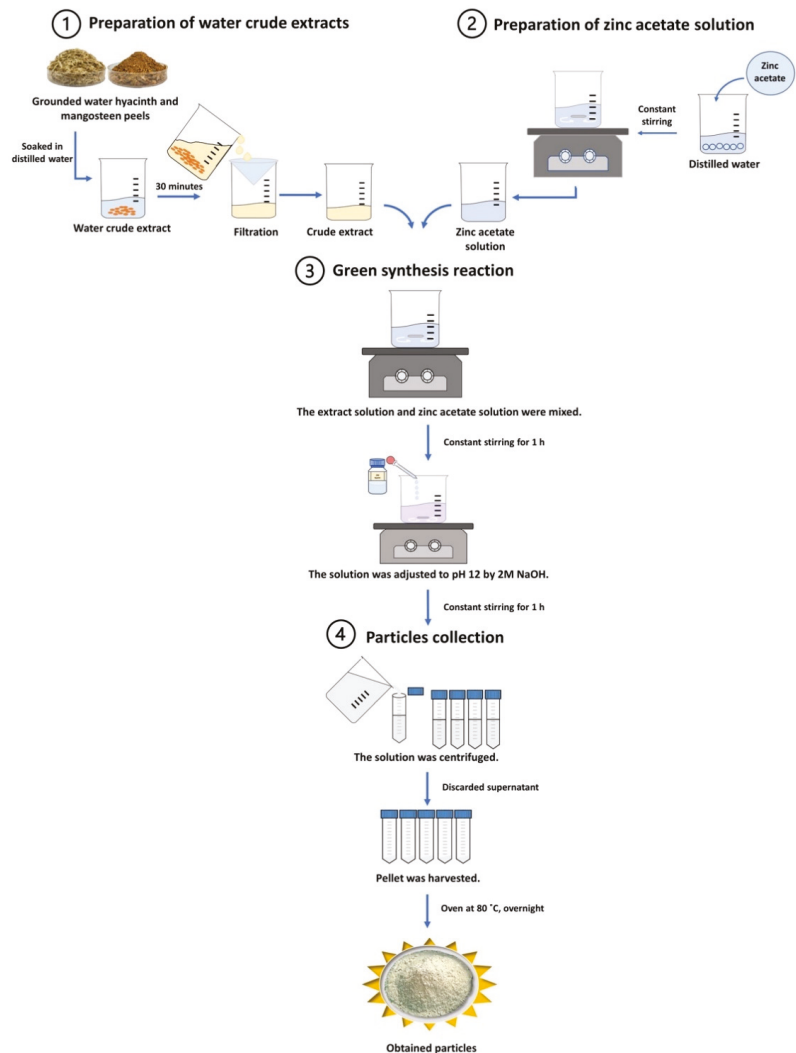 1 Preparation of water crude extracts
Grounded water hyacinth and
mangosteen peels
Soaked in
distilled water
30 minutes
Water crude extract
Filtration
Crude extract
2 Preparation of zinc acetate solution
Zinc
acetate
Constant
stirring
Distilled water
Zinc acetate
solution
3 Green synthesis reaction
The extract solution and zinc acetate solution were mixed.
Constant stirring for 1 h
The solution was adjusted to pH 12 by 2M NaOH.
Constant stirring for 1 h
4 Particles collection
The solution was centrifuged.
Discarded supernatant
Pellet was harvested.
Oven at 80 °C, overnight
Obtained particles